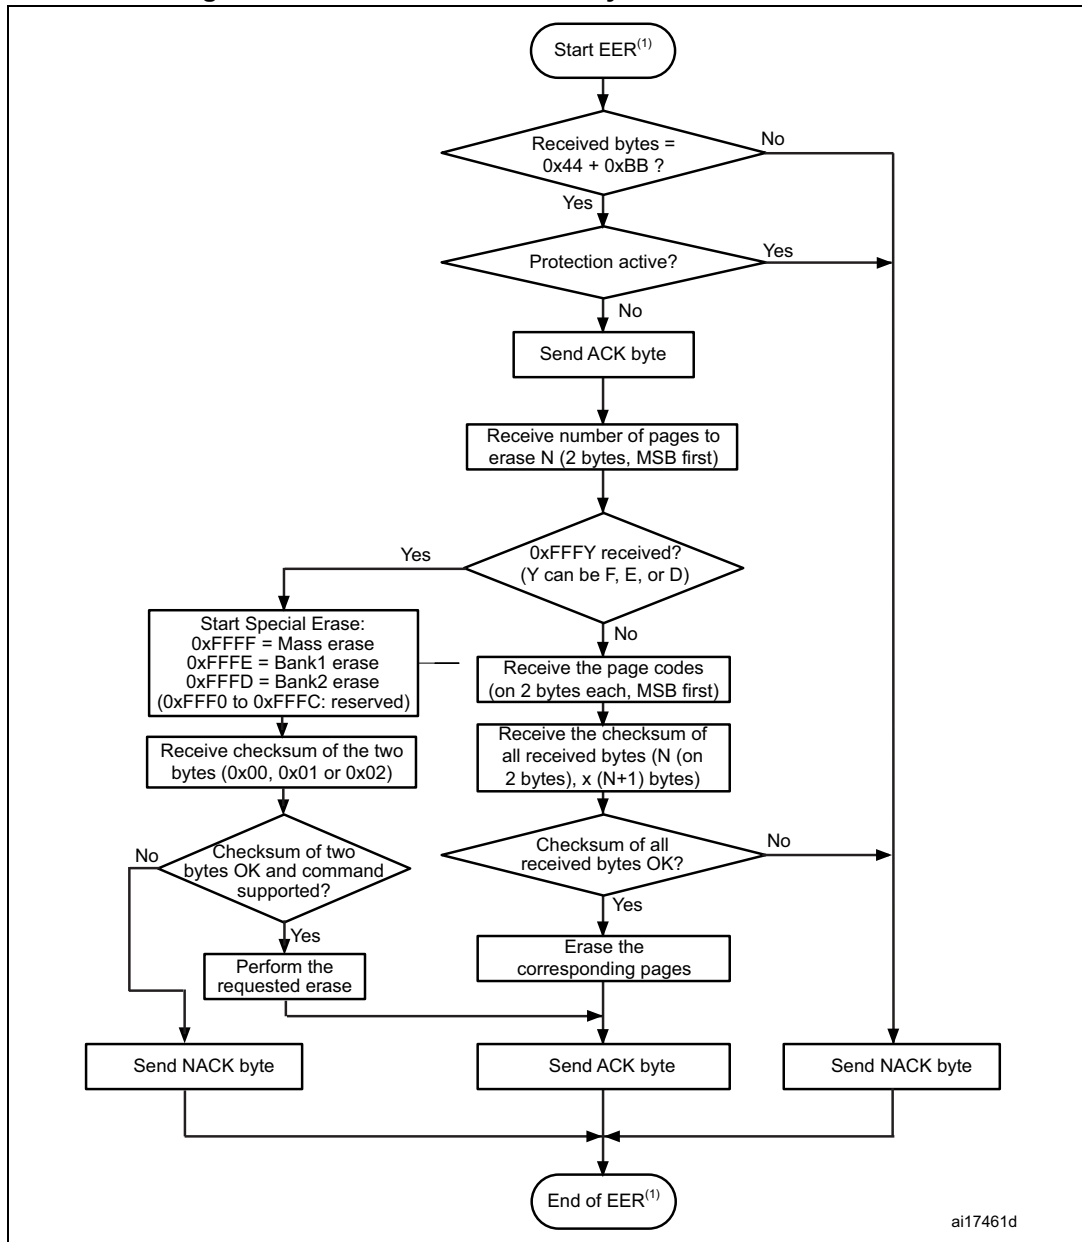 Start EER(1)
Received bytes =
0x44 + 0xBB ?
No
Yes
Protection active?
Yes
No
Send ACK byte
Receive number of pages to
erase N (2 bytes, MSB first)
0xFFFY received?
(Y can be F, E, or D)
Yes
No
Start Special Erase:
0xFFFF = Mass erase
0xFFFE = Bank1 erase
0xFFFD = Bank2 erase
(0xFFF0 to 0xFFFC: reserved)
Receive the page codes
(on 2 bytes each, MSB first)
Receive checksum of the two
bytes (0x00, 0x01 or 0x02)
Receive the checksum of
all received bytes (N (on
2 bytes), x (N+1) bytes)
No
Checksum of two
bytes OK and command
supported?
Checksum of all
received bytes OK?
No
Yes
Yes
Perform the
requested erase
Erase the
corresponding pages
Send NACK byte
Send ACK byte
Send NACK byte
End of EER(1)
ai17461d